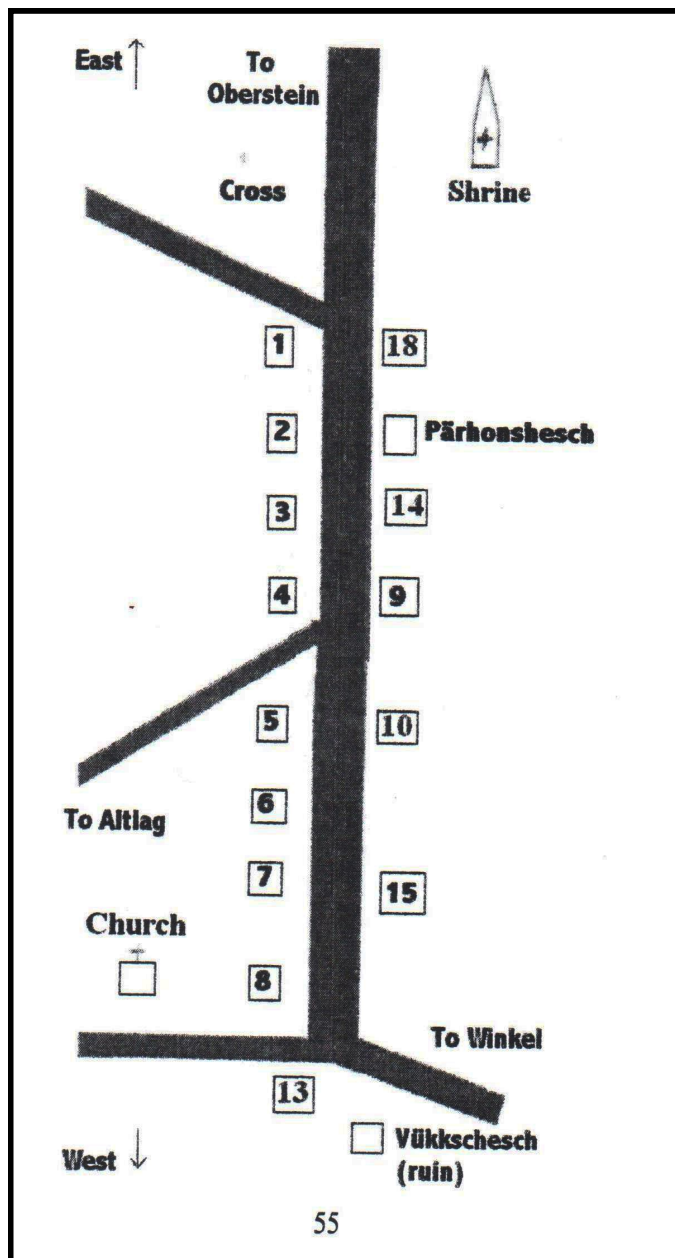 East
To
Oberstein
Cross
Shrine
1
18
2
Pärhonshesch
3
14
4
9
5
10
To Altlag
6
7
15
Church
8
To Winkel
13
Vükkschesch
(ruin)
West
55